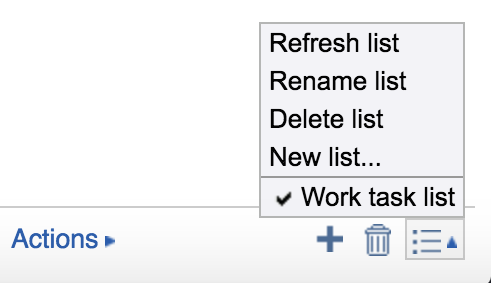 Refresh list
Rename list
Delete list
New list...
Work task list
Actions